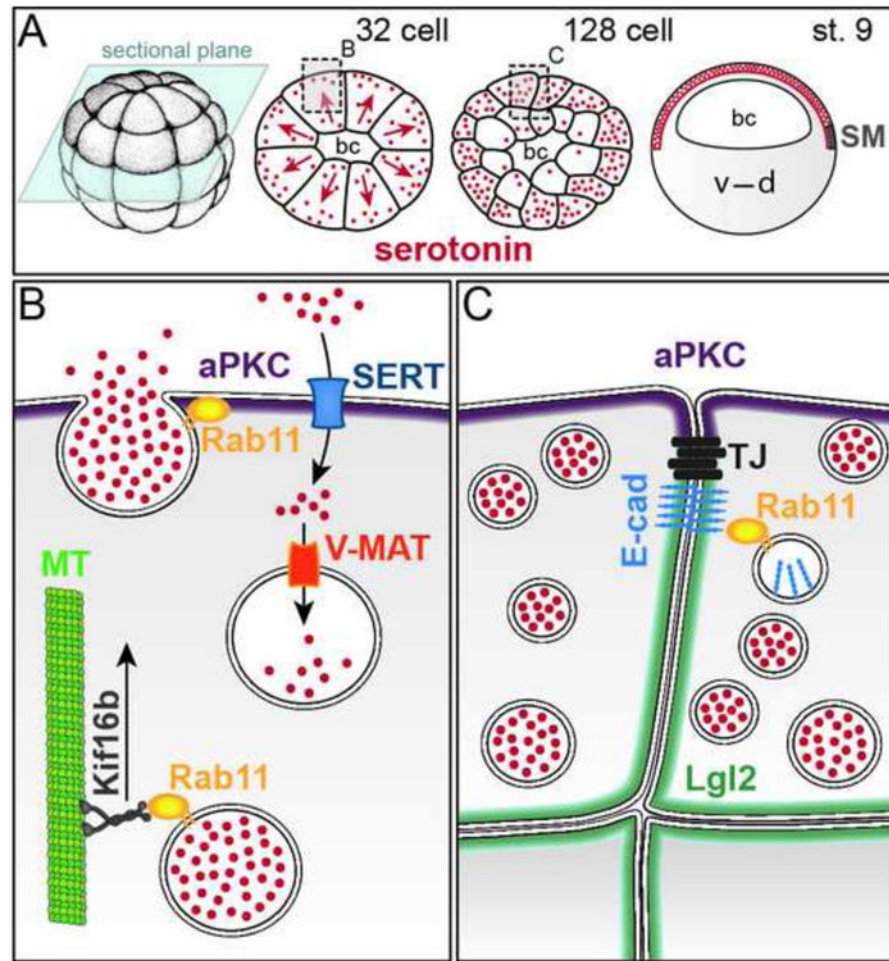 A
sectional plane
32 cell
128 cell
st. 9
B
C
bc
bc
bc
SM
v–d
serotonin
B
aPKC
SERT
Rab11
V-MAT
MT
Kif16b
Rab11
C
aPKC
TJ
E-cad
Rab11
Lgl2